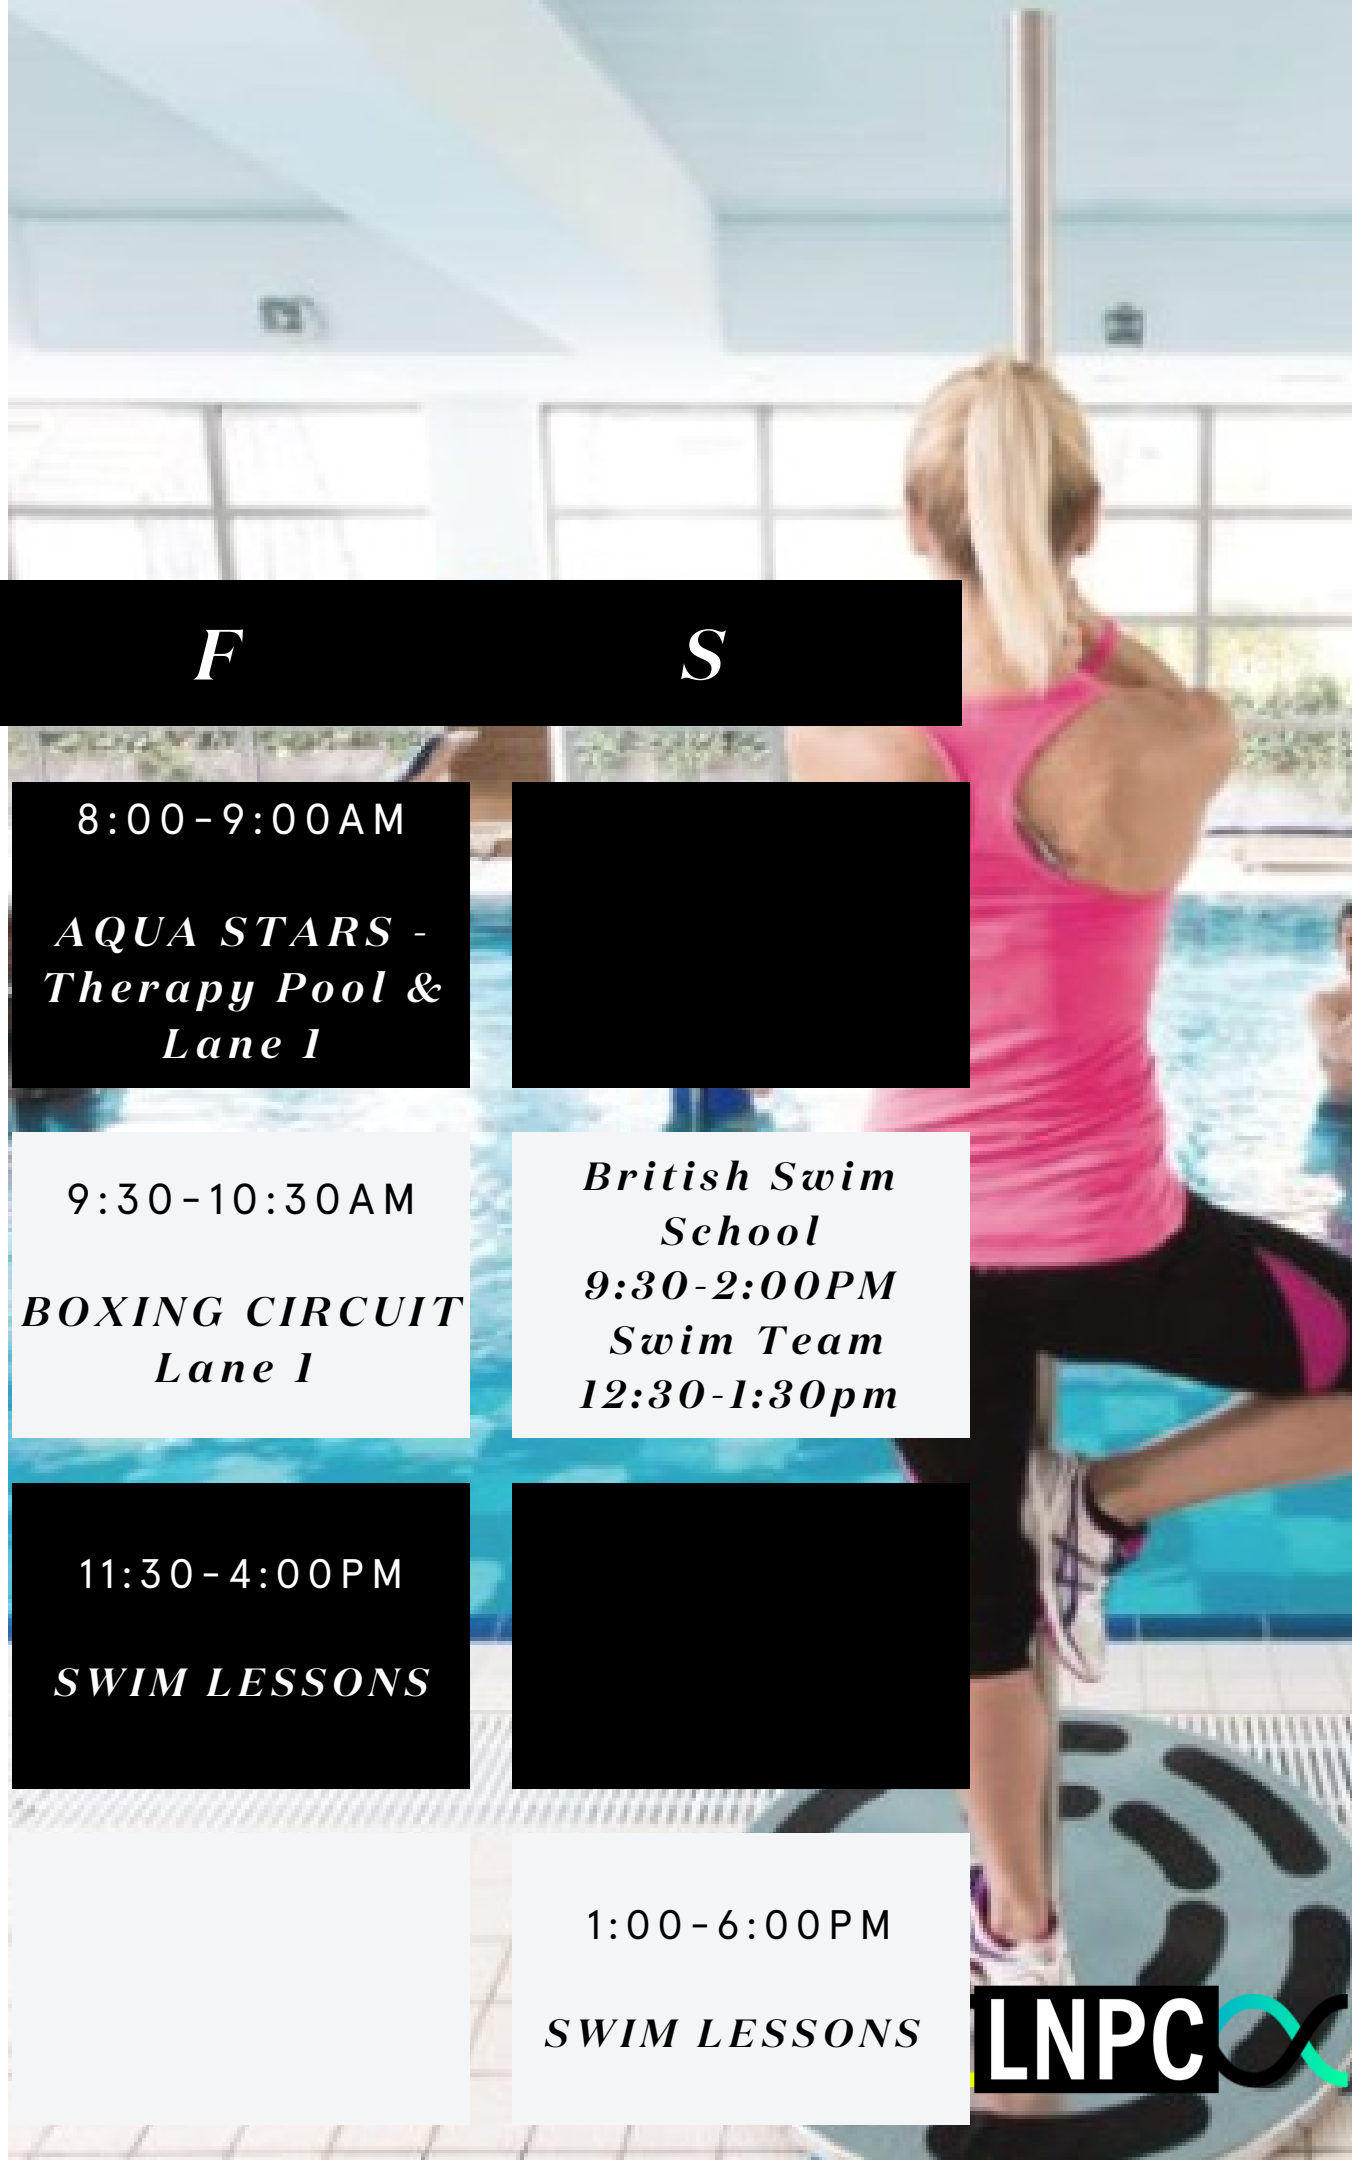 F
S
8:00-9:00AM
AQUA STARS -
Therapy Pool &
Lane 1
9:30-10:30AM
BOXING CIRCUIT
Lane 1
British Swim
School
9:30-2:00PM
Swim Team
12:30-1:30pm
11:30-4:00PM
SWIM LESSONS
1:00-6:00PM
SWIM LESSONS
LNPC